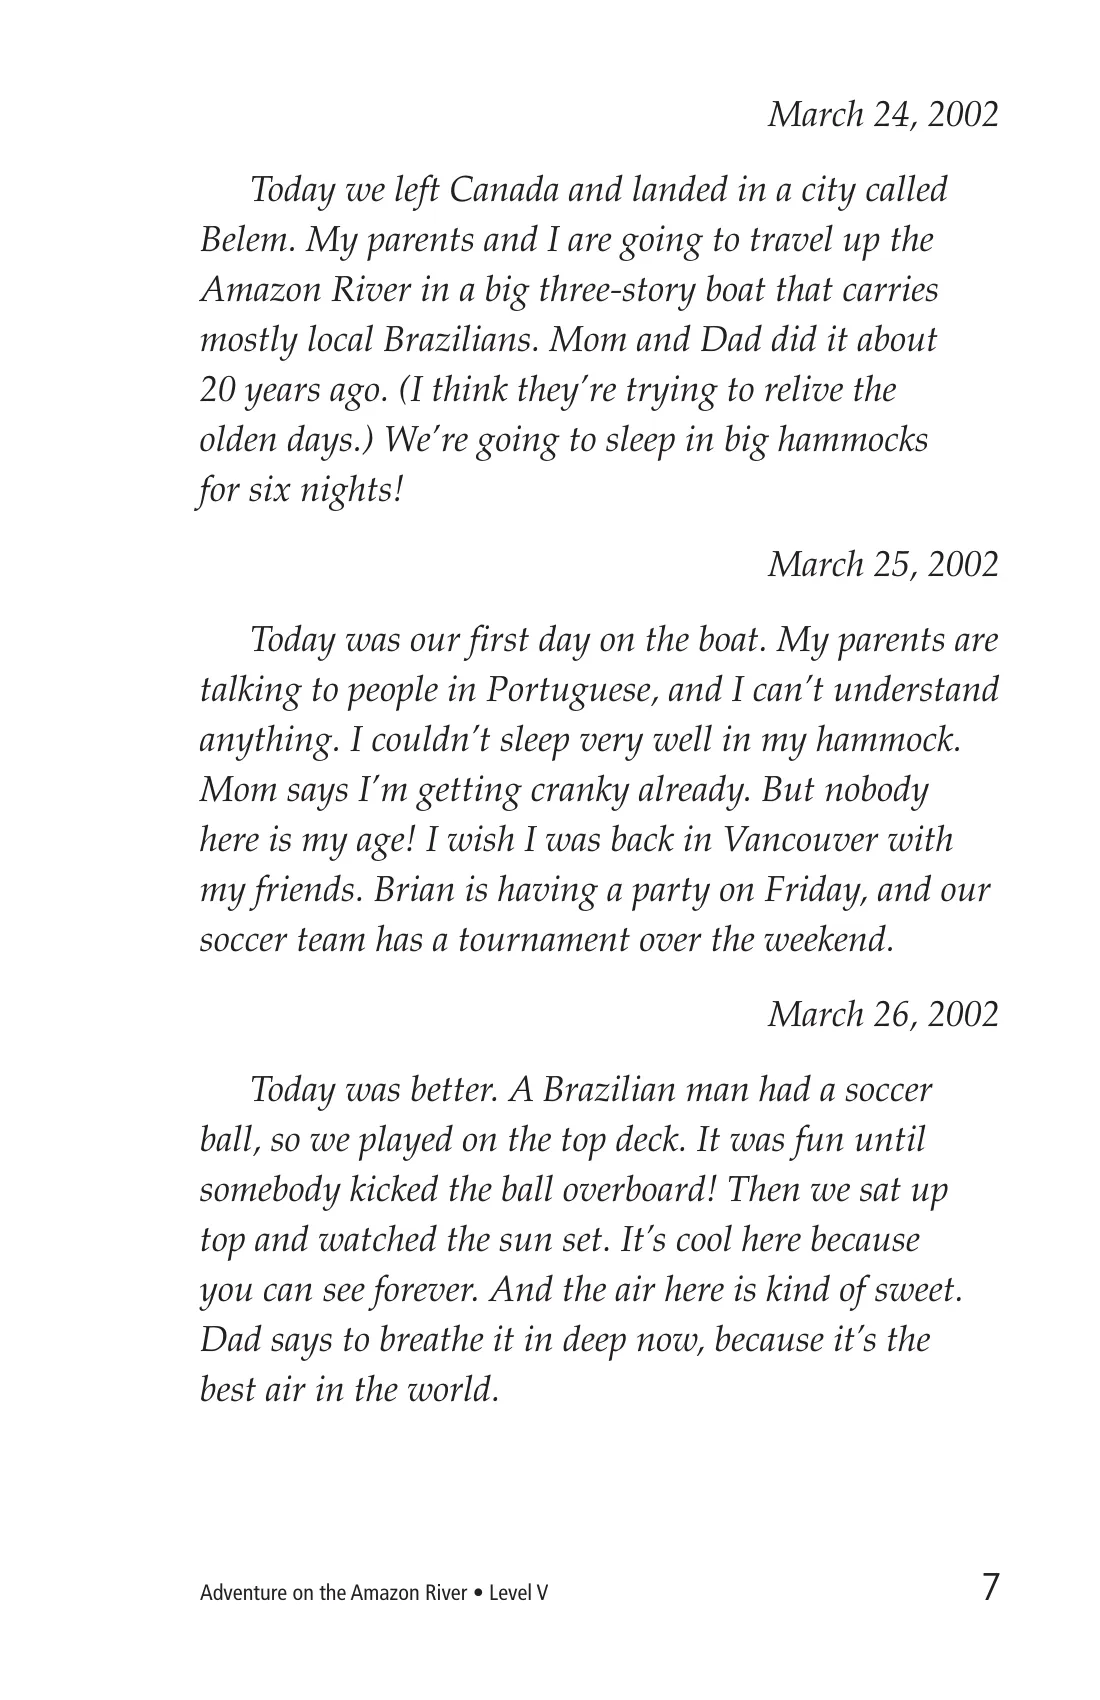 March 24, 2002
Today we left Canada and landed in a city called
Belem. My parents and I are going to travel up the
Amazon River in a big three-story boat that carries
mostly local Brazilians. Mom and Dad did it about
20 years ago. (I think they’re trying to relive the
olden days.) We’re going to sleep in big hammocks
for six nights!
March 25, 2002
Today was our first day on the boat. My parents are
talking to people in Portuguese, and I can’t understand
anything. I couldn’t sleep very well in my hammock.
Mom says I’m getting cranky already. But nobody
here is my age! I wish I was back in Vancouver with
my friends. Brian is having a party on Friday, and our
soccer team has a tournament over the weekend.
March 26, 2002
Today was better. A Brazilian man had a soccer
ball, so we played on the top deck. It was fun until
somebody kicked the ball overboard! Then we sat up
top and watched the sun set. It’s cool here because
you can see forever. And the air here is kind of sweet.
Dad says to breathe it in deep now, because it’s the
best air in the world.
Adventure on the Amazon River • Level V 7